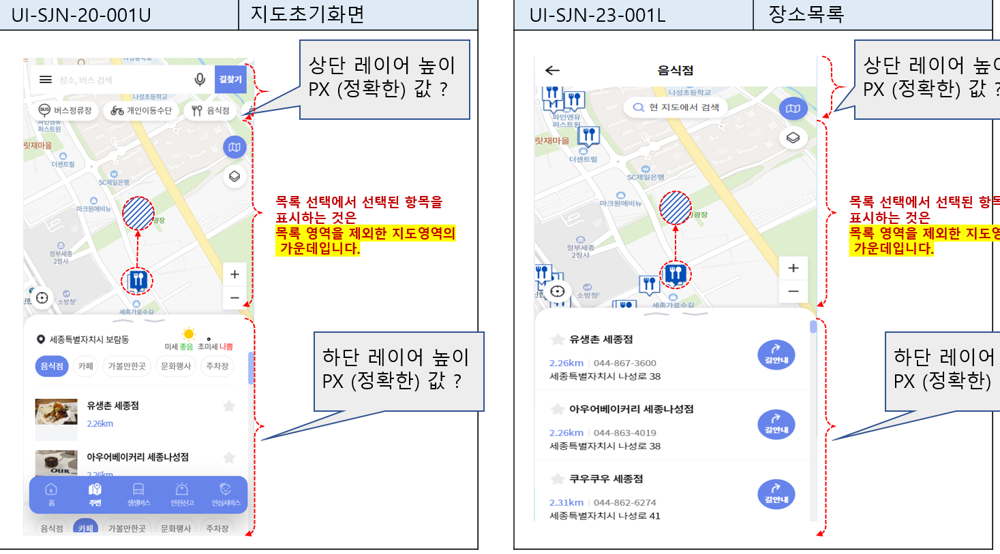 UI-SJN-20-001U
지도초기화면
장소, 버스 검색
길찾기
나성초등학교
BUS 버스정류장
개인이동수단
음식점
파인앤유
퍼스트원
릿재마을
더센트럴
SC제일은행
마크원애비뉴
광장
정부세종
2청사
소방청
세종가로수길
+
−
상단 레이어 높이
PX (정확한) 값 ?
목록 선택에서 선택된 항목을
표시하는 것은
목록 영역을 제외한 지도영역의
가운데입니다.
세종특별자치시 보람동
미세 좋음 초미세 나쁨
음식점 카페 가볼만한곳 문화행사 주차장
유생촌 세종점
2.26km
아우어베이커리 세종나성점
2.26km
OUR
홈 주변 생생버스 안전신고 안심서비스
음식점 카페 가볼만한곳 문화행사 주차장
하단 레이어 높이
PX (정확한) 값 ?
UI-SJN-23-001L
장소목록
음식점
나성초등학교
현 지도에서 검색
파인앤유
퍼스트원
릿재마을
더센트럴
SC제일은행
마크원애비뉴
광장
정부세종
2청사
소방청
세종가로수길
+
−
상단 레이어 높이
PX (정확한) 값 ?
목록 선택에서 선택된 항목
표시하는 것은
목록 영역을 제외한 지도영
가운데입니다.
유생촌 세종점
2.26km 044-867-3600
세종특별자치시 나성로 38
길안내
아우어베이커리 세종나성점
2.26km 044-863-4019
세종특별자치시 나성로 38
길안내
쿠우쿠우 세종점
2.31km 044-862-6274
세종특별자치시 나성로 41
길안내
하단 레이어
PX (정확한)